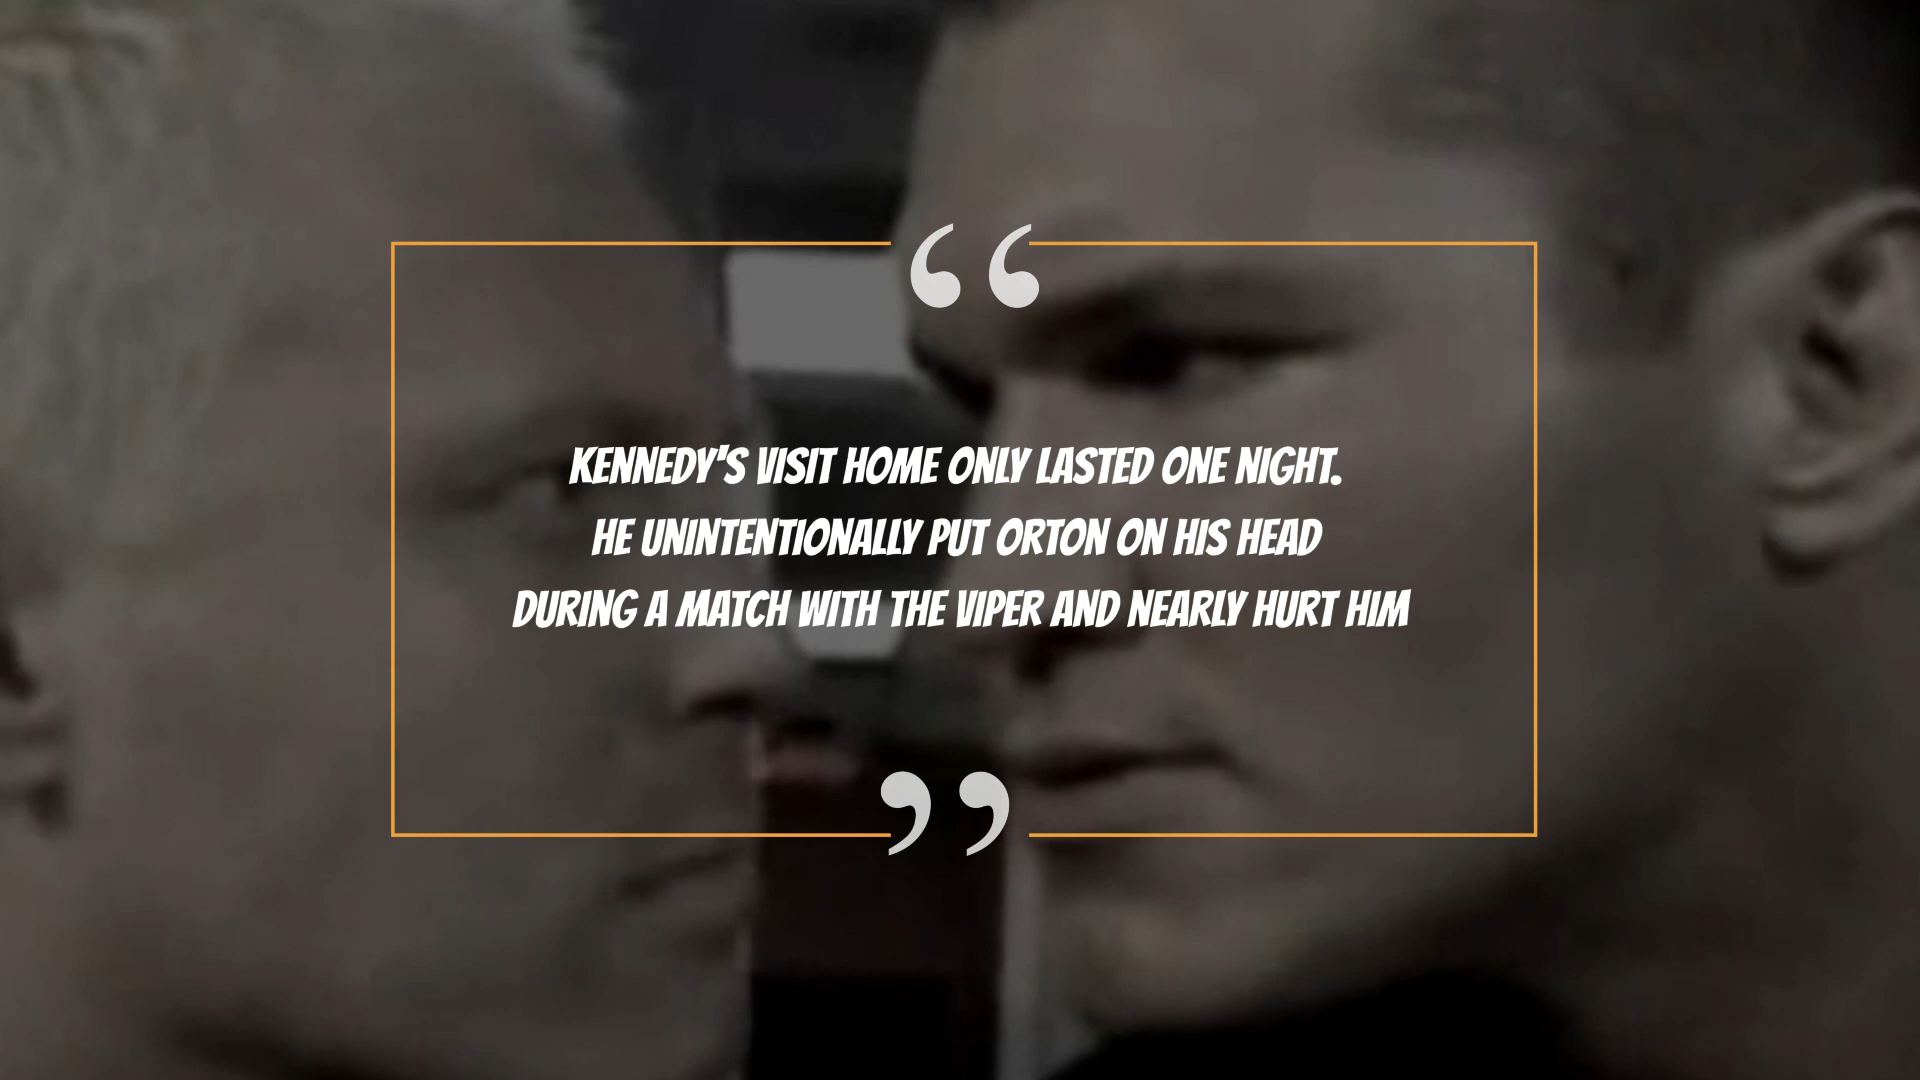 “
KENNEDY'S VISIT HOME ONLY LASTED ONE NIGHT.
HE UNINTENTIONALLY PUT ORTON ON HIS HEAD
DURING A MATCH WITH THE VIPER AND NEARLY HURT HIM
”